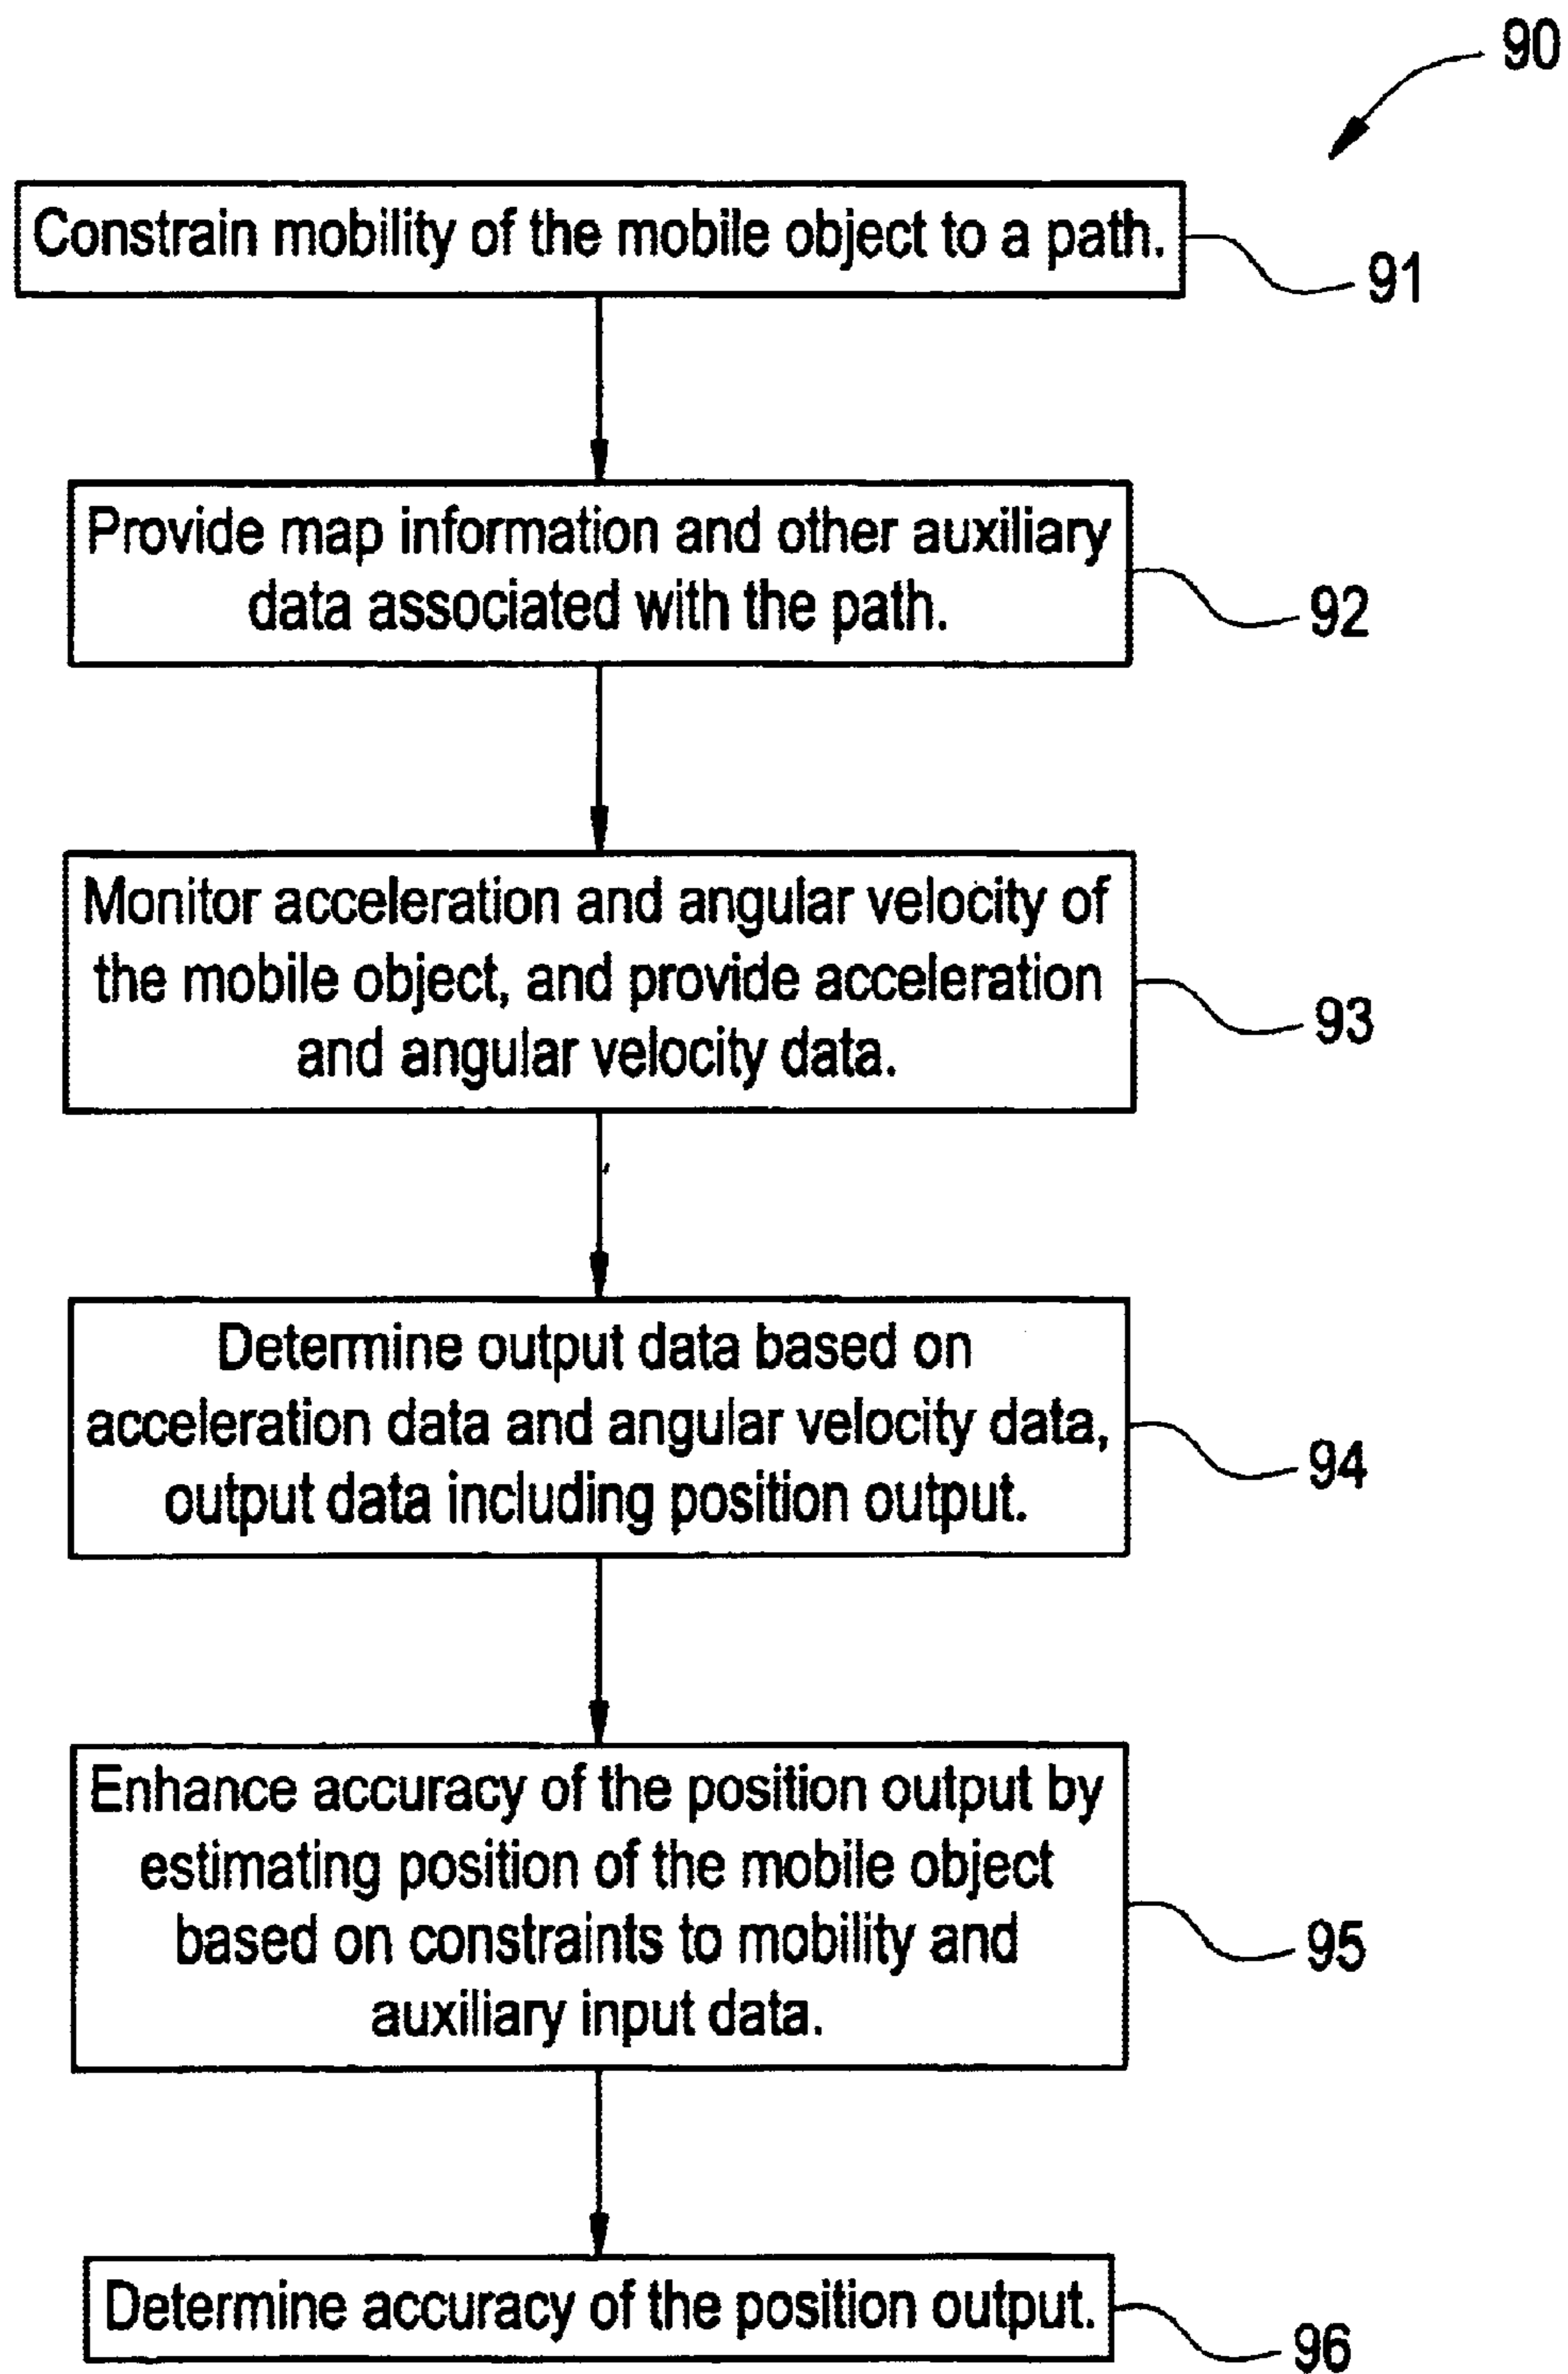 90
Constrain mobility of the mobile object to a path.
91
Provide map information and other auxiliary
data associated with the path.
92
Monitor acceleration and angular velocity of
the mobile object, and provide acceleration
and angular velocity data.
93
Determine output data based on
acceleration data and angular velocity data,
output data including position output.
94
Enhance accuracy of the position output by
estimating position of the mobile object
based on constraints to mobility and
auxiliary input data.
95
Determine accuracy of the position output.
96